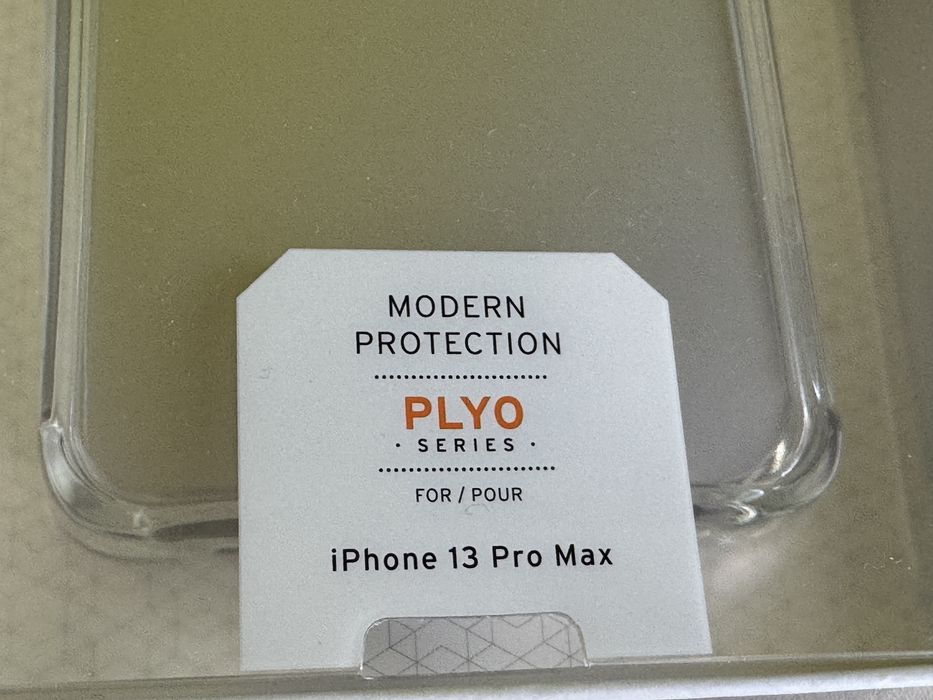 MODERN
PROTECTION
PLYO
· SERIES ·
FOR / POUR
iPhone 13 Pro Max